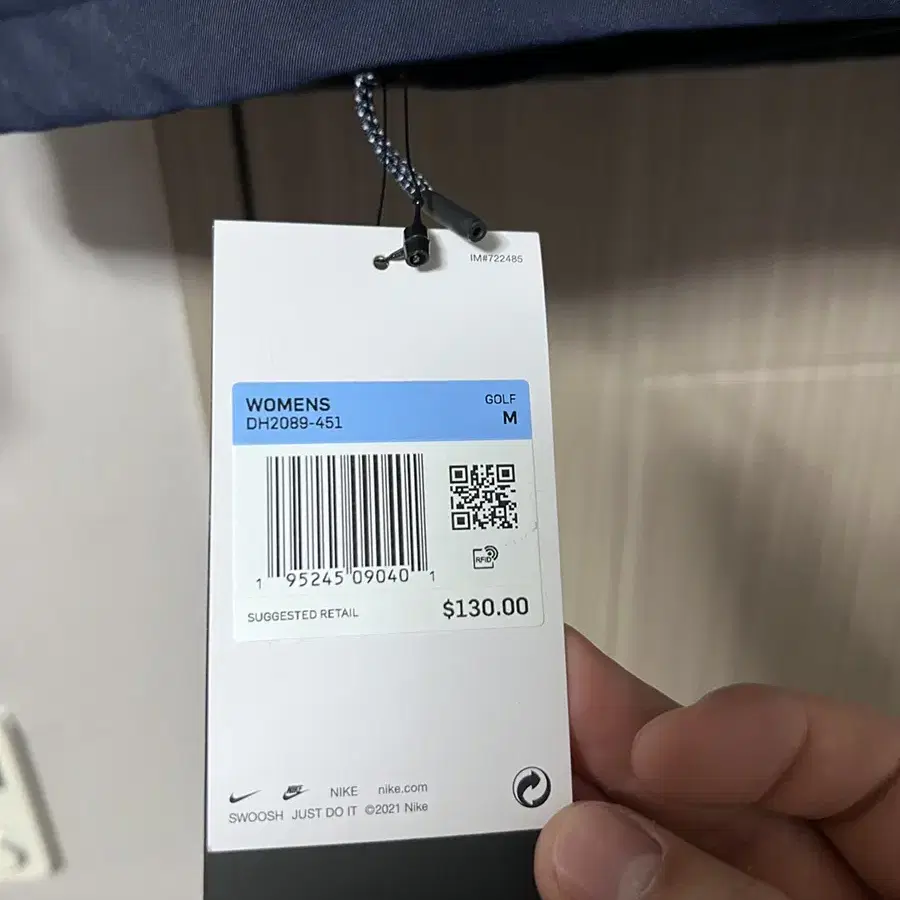 IM#722485
WOMENS
GOLF
DH2089-451
M
RFID
1 95245 09040 1
SUGGESTED RETAIL
$130.00
NIKE
NIKE nike.com
SWOOSH JUST DO IT ©2021 Nike